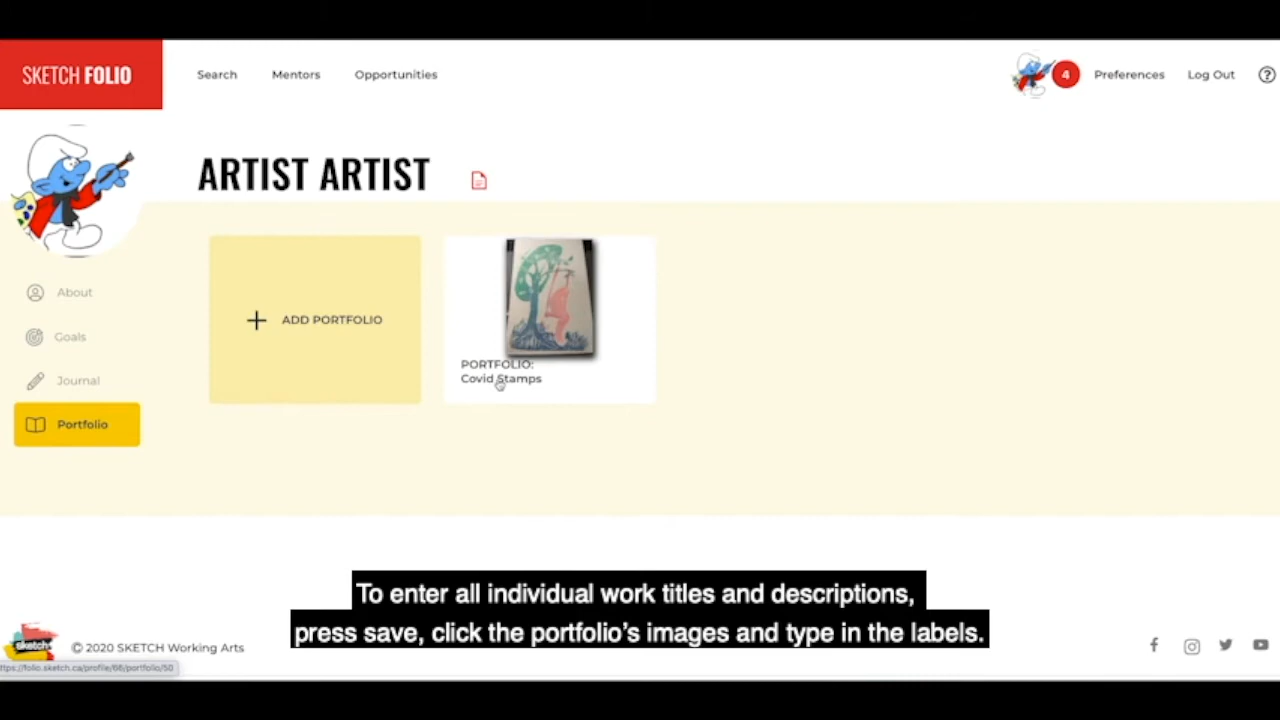 SKETCH FOLIO
Search
Mentors
Opportunities
4
Preferences
Log Out
?
ARTIST ARTIST
About
Goals
Journal
Portfolio
+ ADD PORTFOLIO
PORTFOLIO:
Covid Stamps
To enter all individual work titles and descriptions,
press save, click the portfolio's images and type in the labels.
sketch
© 2020 SKETCH Working Arts
ttps://folio.sketch.ca/profile/66/portfolio/50